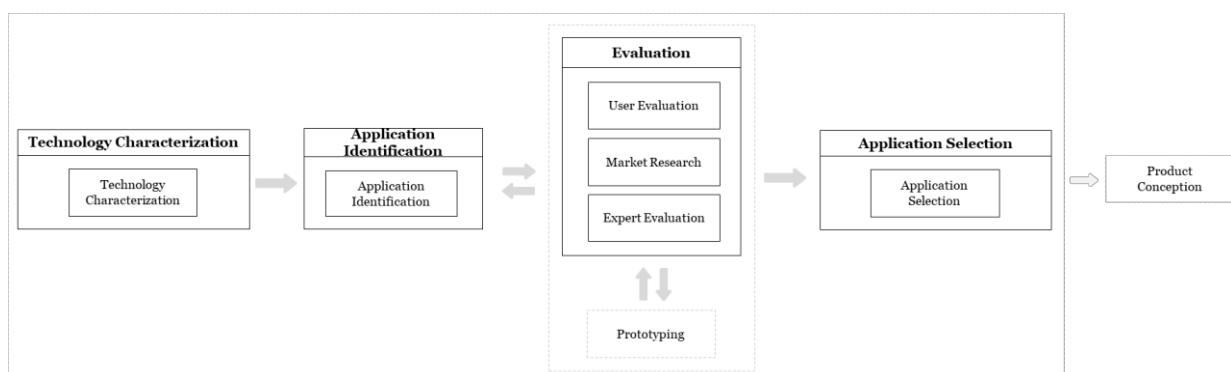 Technology Characterization
Technology
Characterization
Application
Identification
Application
Identification
Evaluation
User Evaluation
Market Research
Expert Evaluation
Prototyping
Application Selection
Application
Selection
Product
Conception